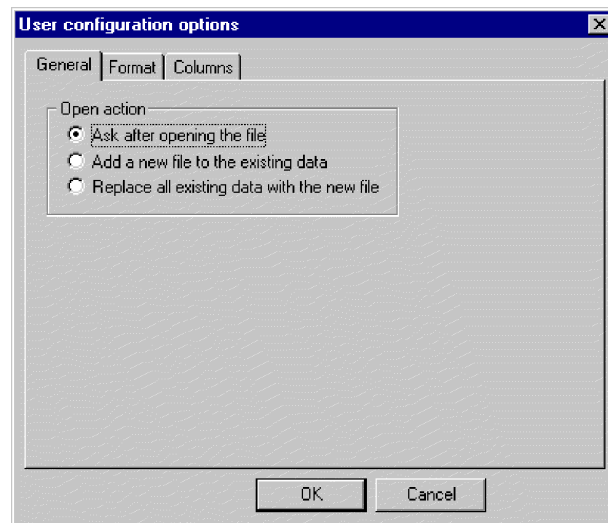 User configuration options
General Format Columns
Open action
Ask after opening the file
Add a new file to the existing data
Replace all existing data with the new file
OK Cancel